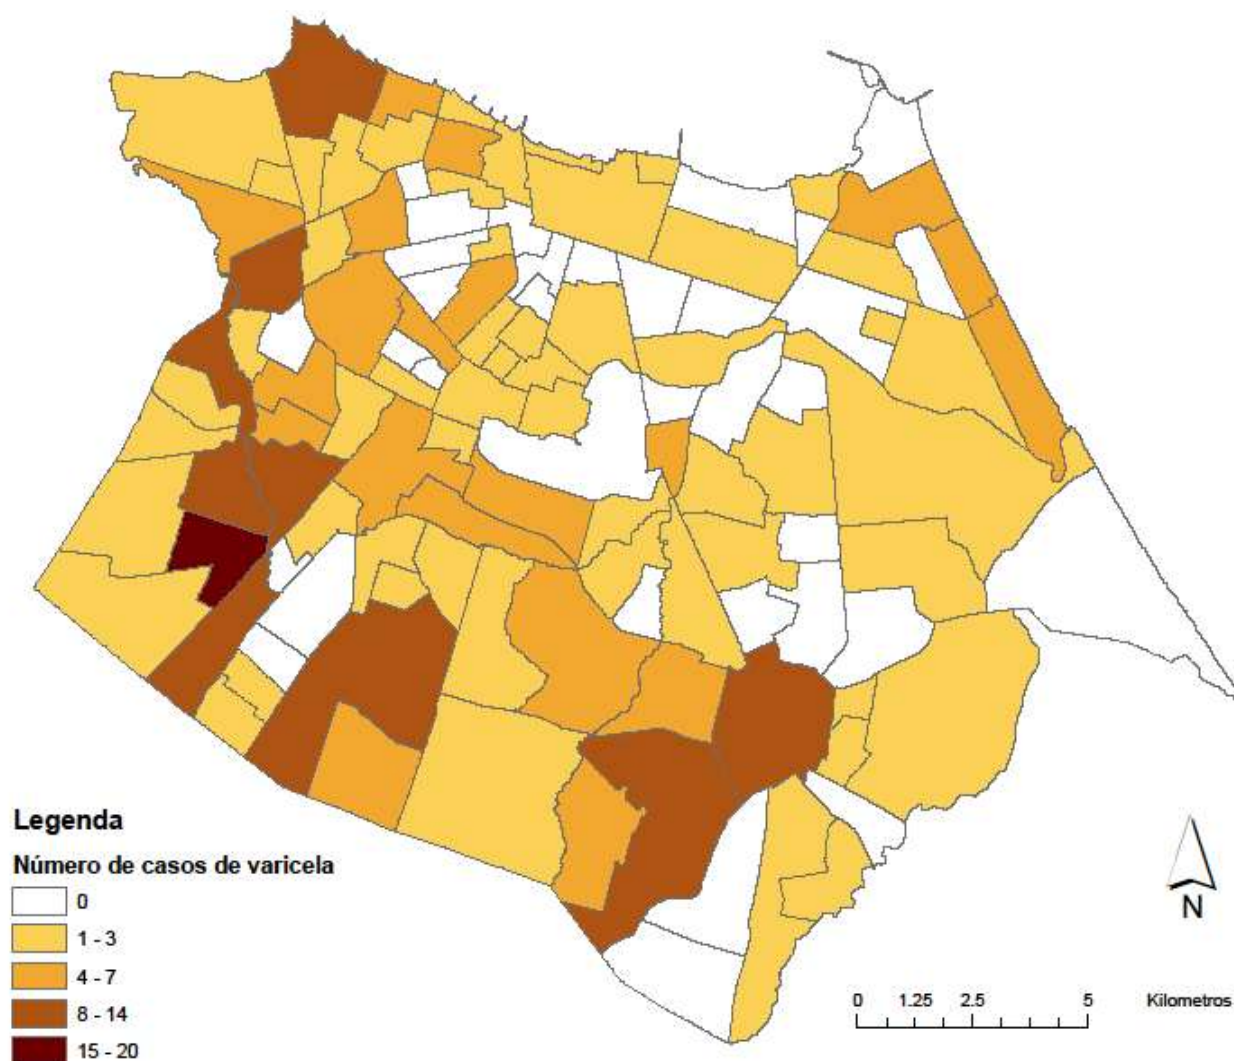 Legenda
Número de casos de varicela
0
1 - 3
4 - 7
8 - 14
15 - 20
N
0 1.25 2.5 5 Kilometros